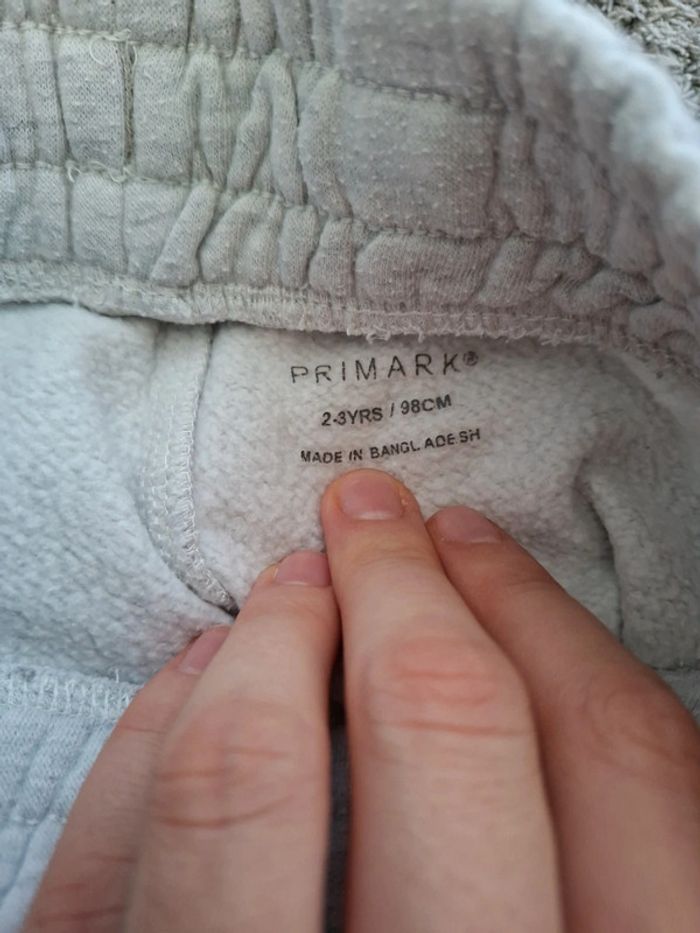 PRIMARK®
2-3YRS / 98CM
MADE IN BANGLADESH